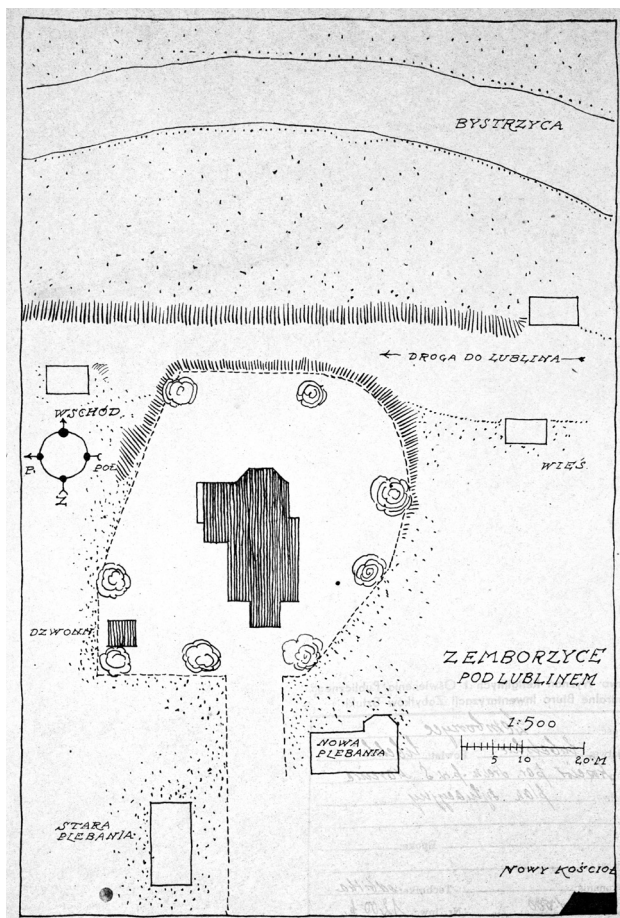 BYSTRZYCA
← DROGA DO LUBLINA →
WSCHÓD
P. POŁ
Z
WIEŚ
DZWONN.
ZEMBORZYCE
POD LUBLINEM
1:500
5 10 20 M
NOWA
PLEBANIA
STARA
PLEBANIA
NOWY KOŚCIÓŁ